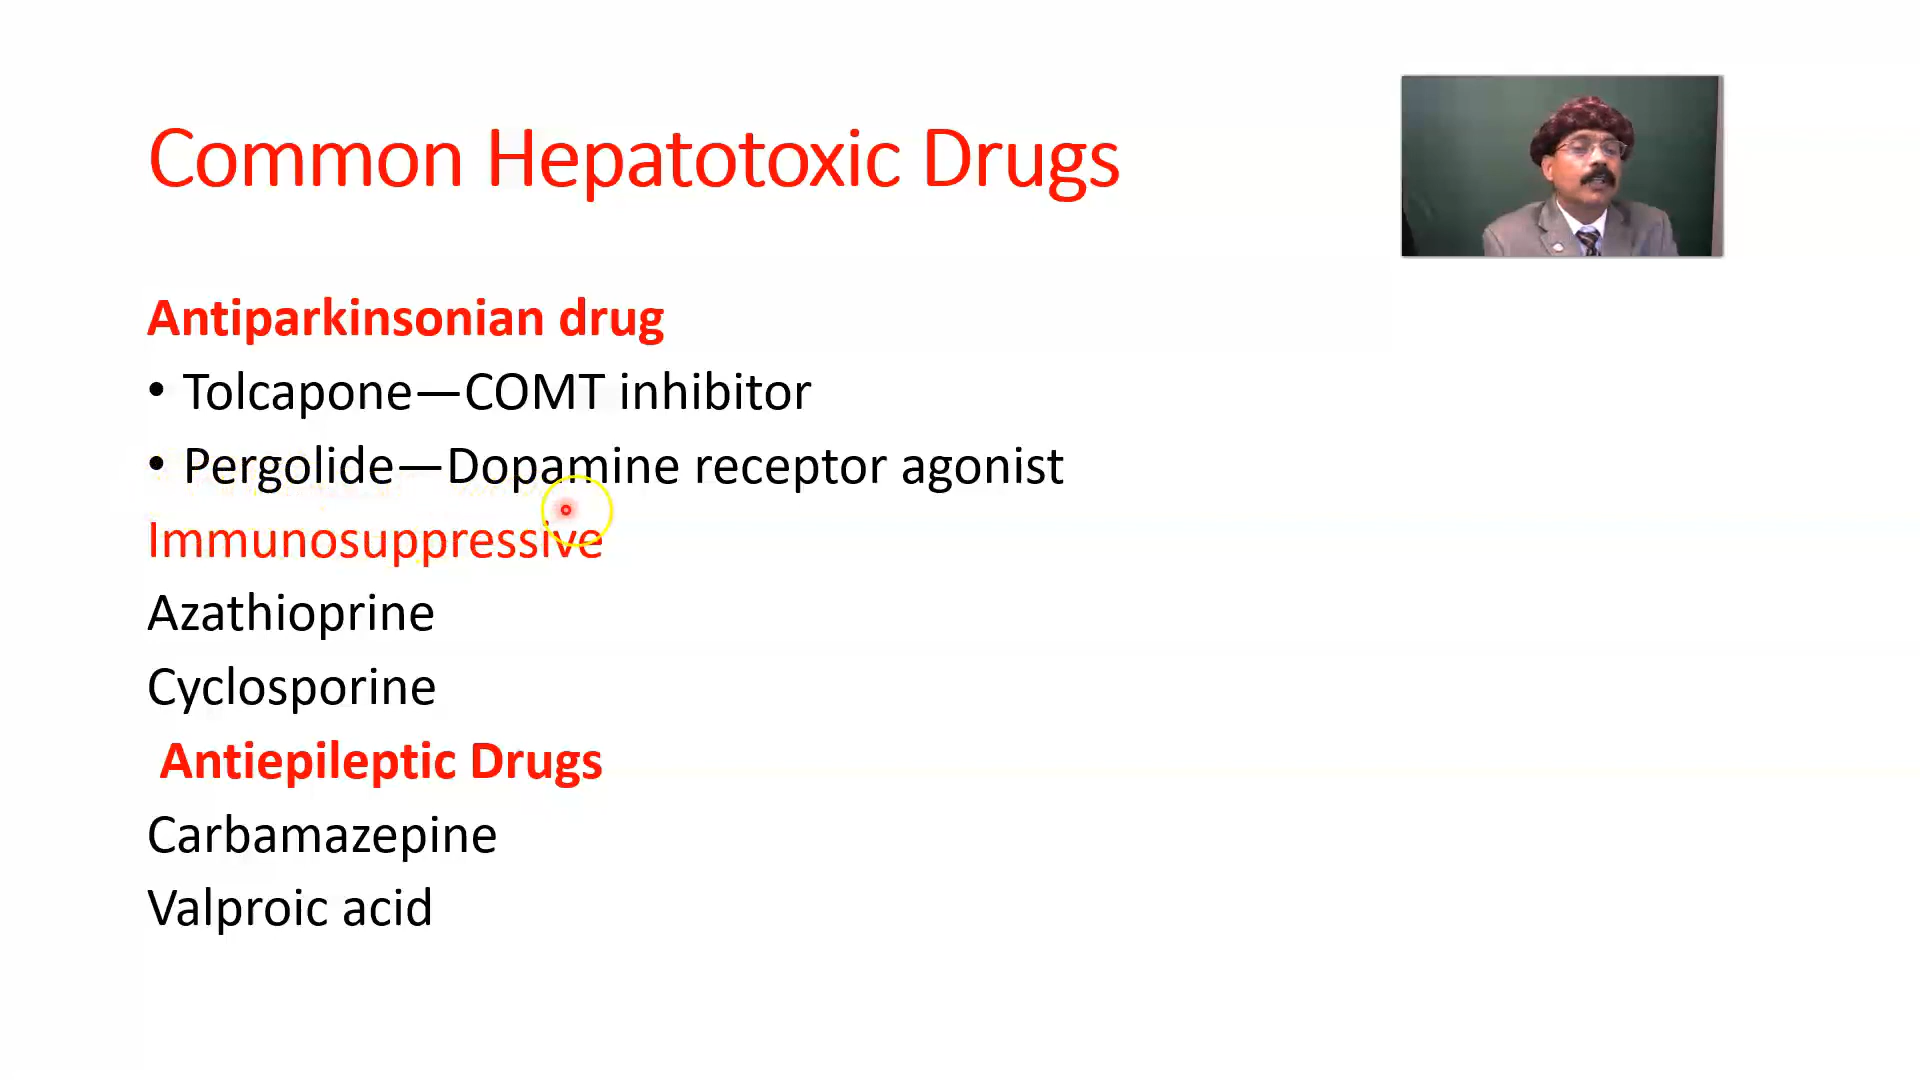 Common Hepatotoxic Drugs
Antiparkinsonian drug
• Tolcapone—COMT inhibitor
• Pergolide—Dopamine receptor agonist
Immunosuppressive
Azathioprine
Cyclosporine
Antiepileptic Drugs
Carbamazepine
Valproic acid